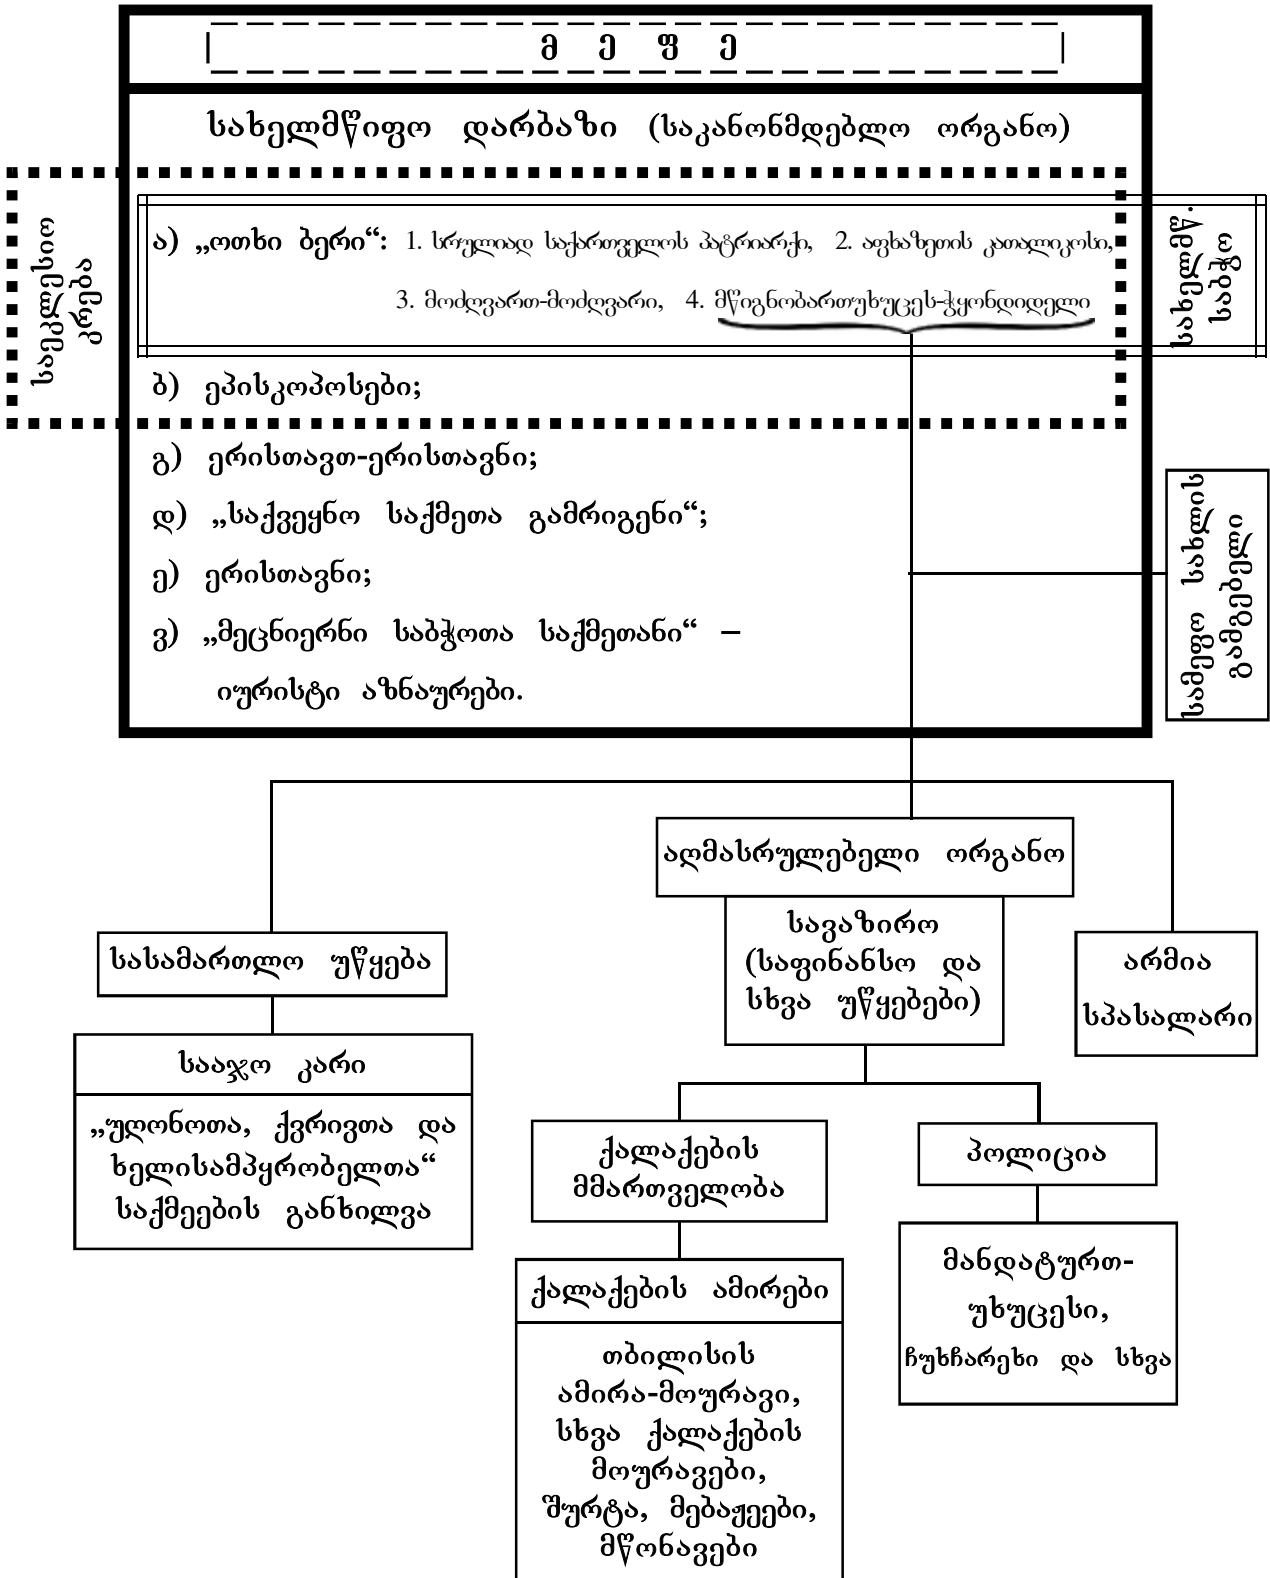 მ ე ფ ე
სახელმწიფო დარბაზი (საკანონმდებლო ორგანო)
საეკლესიო
კრება
ა) „ოთხი ბერი“: 1. სრულიად საქართველოს პატრიარქი, 2. აფხაზეთის კათალიკოსი,
3. მოძღვართ-მოძღვარი, 4. მწიგნობართუხუცეს-ჭყონდიდელი
სახელმწ.
საბჭო
ბ) ეპისკოპოსები;
გ) ერისთავთ-ერისთავნი;
დ) „საქვეყნო საქმეთა გამრიგენი“;
ე) ერისთავნი;
ვ) „მეცნიერნი საბჭოთა საქმეთანი“ –
იურისტი აზნაურები.
სამეფო სახლის
გამგებელი
აღმასრულებელი ორგანო
სავაზირო
(საფინანსო და
სხვა უწყებები)
სასამართლო უწყება
არმია
სპასალარი
სააჯო კარი
„უღონოთა, ქვრივთა და
ხელისამპყრობელთა“
საქმეების განხილვა
ქალაქების
მმართველობა
პოლიცია
ქალაქების ამირები
თბილისის
ამირა-მოურავი,
სხვა ქალაქების
მოურავები,
შურტა, მებაჟეები,
მწონავები
მანდატურთ-
უხუცესი,
ჩუხჩარეხი და სხვა